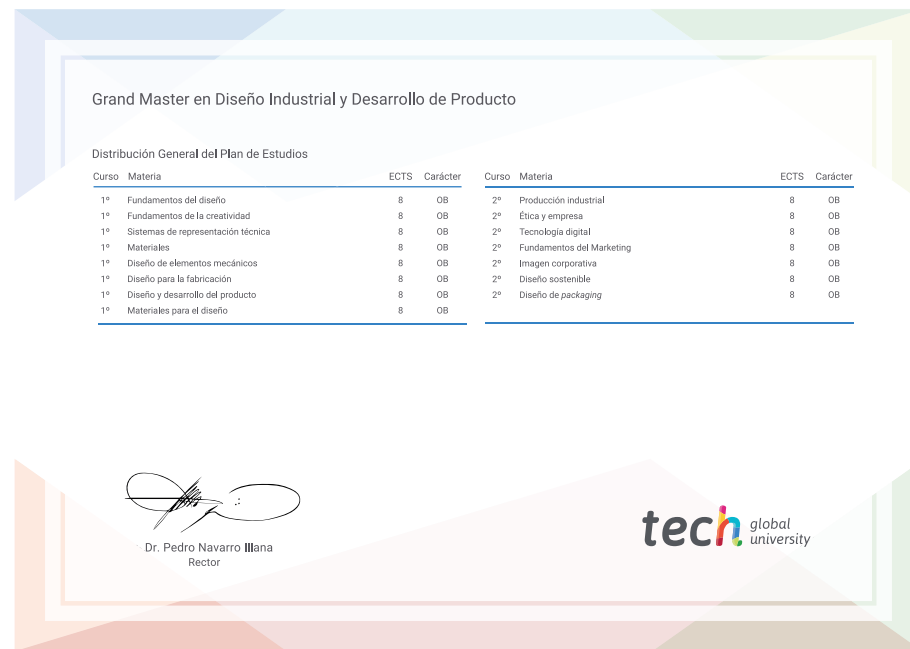 Grand Master en Diseño Industrial y Desarrollo de Producto
Distribución General del Plan de Estudios
Curso Materia ECTS Carácter
1º Fundamentos del diseño 8 OB
1º Fundamentos de la creatividad 8 OB
1º Sistemas de representación técnica 8 OB
1º Materiales 8 OB
1º Diseño de elementos mecánicos 8 OB
1º Diseño para la fabricación 8 OB
1º Diseño y desarrollo del producto 8 OB
1º Materiales para el diseño 8 OB
Curso Materia ECTS Carácter
2º Producción industrial 8 OB
2º Ética y empresa 8 OB
2º Tecnología digital 8 OB
2º Fundamentos del Marketing 8 OB
2º Imagen corporativa 8 OB
2º Diseño sostenible 8 OB
2º Diseño de packaging 8 OB
Dr. Pedro Navarro Illana
Rector
tech global
university